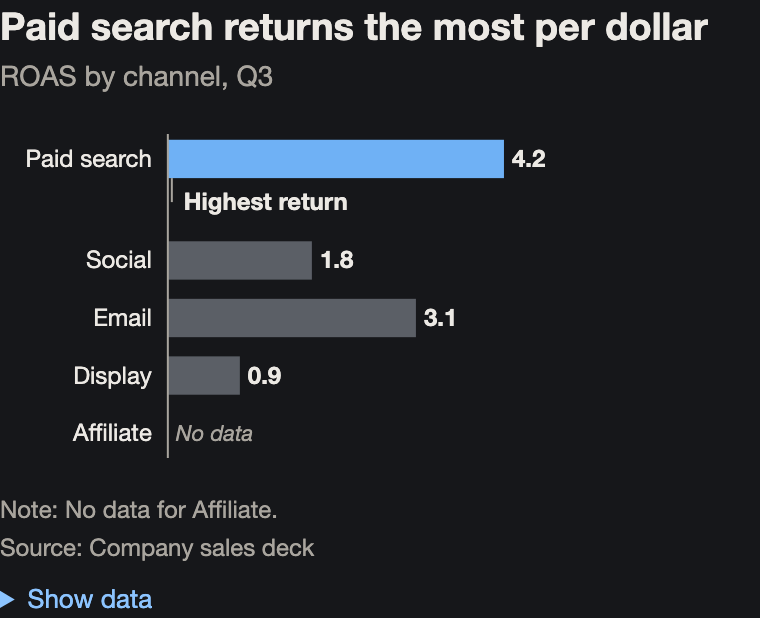 Paid search returns the most per dollar
ROAS by channel, Q3
Paid search 4.2
Highest return
Social 1.8
Email 3.1
Display 0.9
Affiliate No data
Note: No data for Affiliate.
Source: Company sales deck
Show data